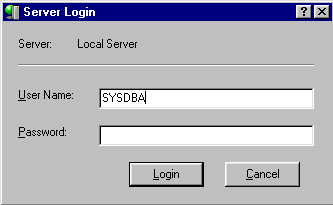 Server Login
Server: Local Server
User Name: SYSDBA
Password:
Login Cancel